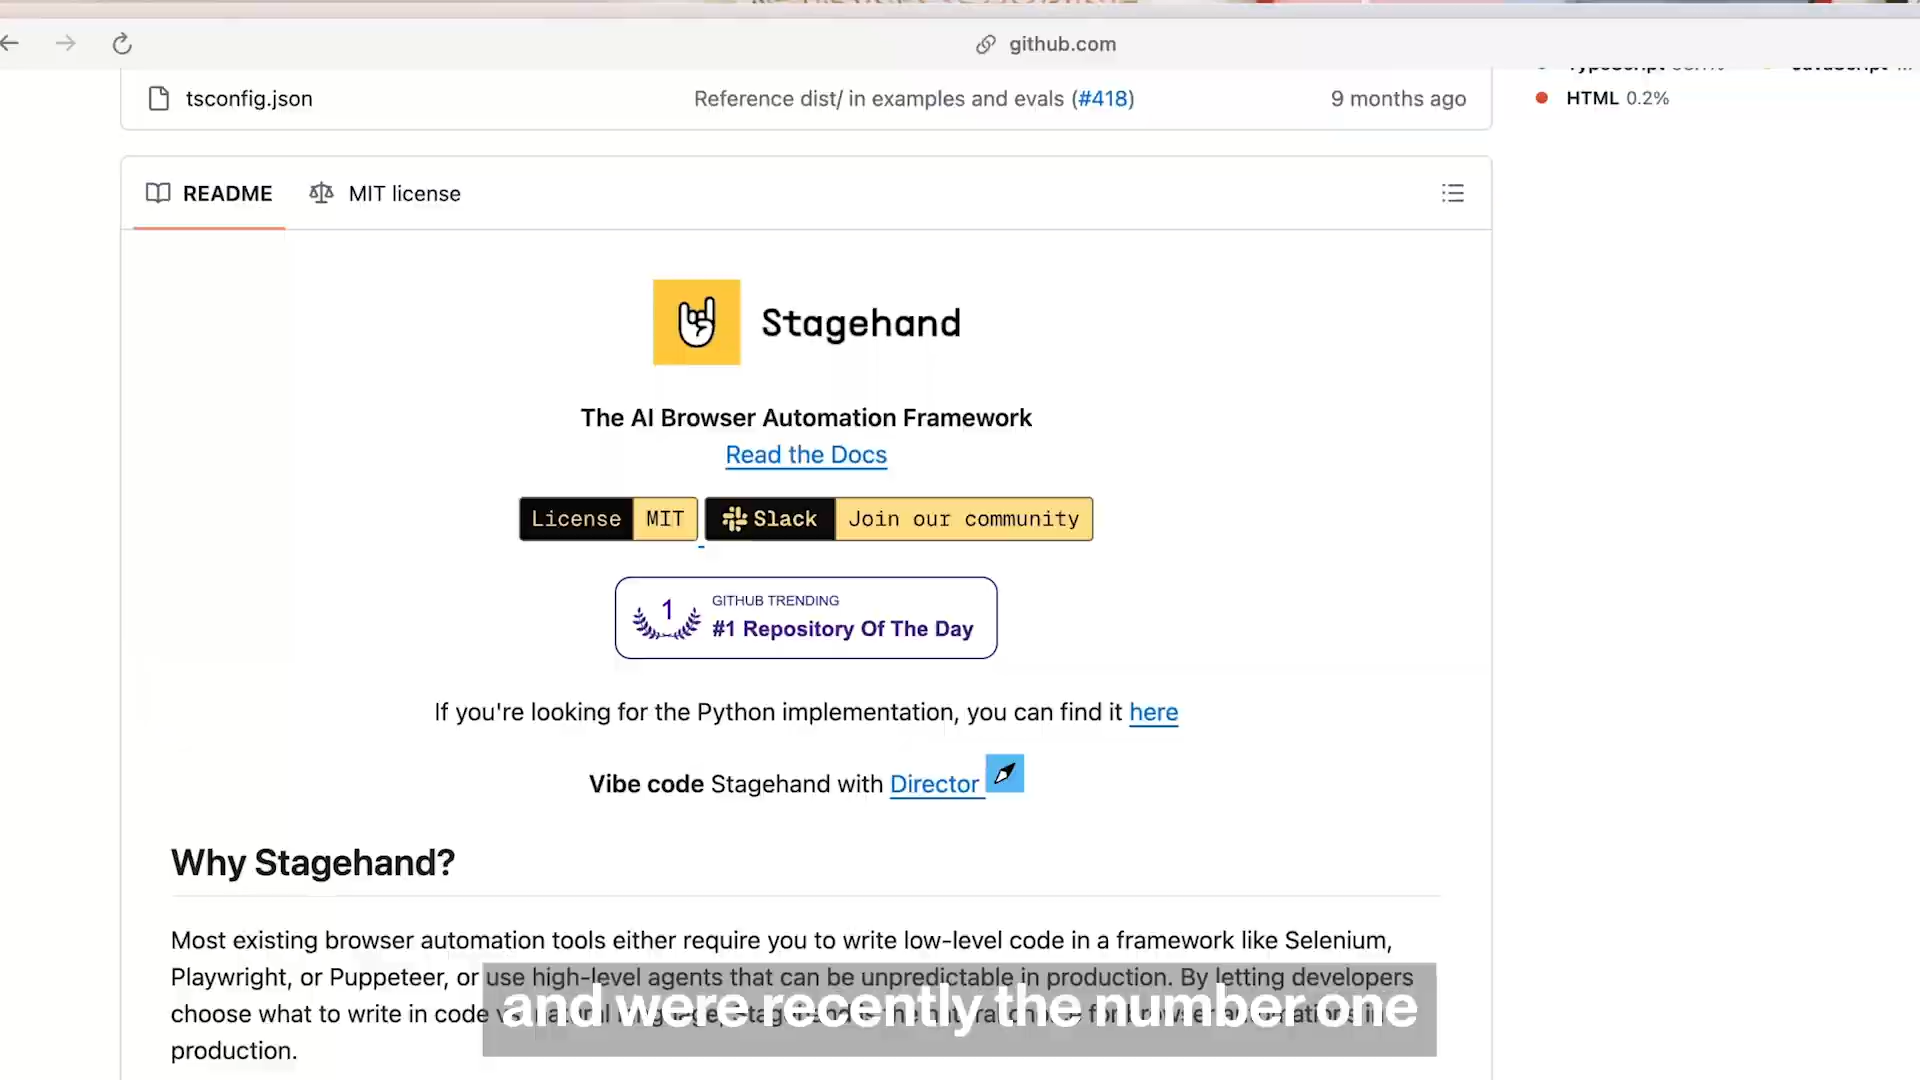 github.com
tsconfig.json
Reference dist/ in examples and evals (#418)
9 months ago
HTML 0.2%
README
MIT license
Stagehand
The AI Browser Automation Framework
Read the Docs
License MIT
Slack Join our community
1
GITHUB TRENDING
#1 Repository Of The Day
If you're looking for the Python implementation, you can find it here
Vibe code Stagehand with Director
Why Stagehand?
Most existing browser automation tools either require you to write low-level code in a framework like Selenium,
Playwright, or Puppeteer, or use high-level agents that can be unpredictable in production. By letting developers
choose what to write in code
production.
and were recently the number one